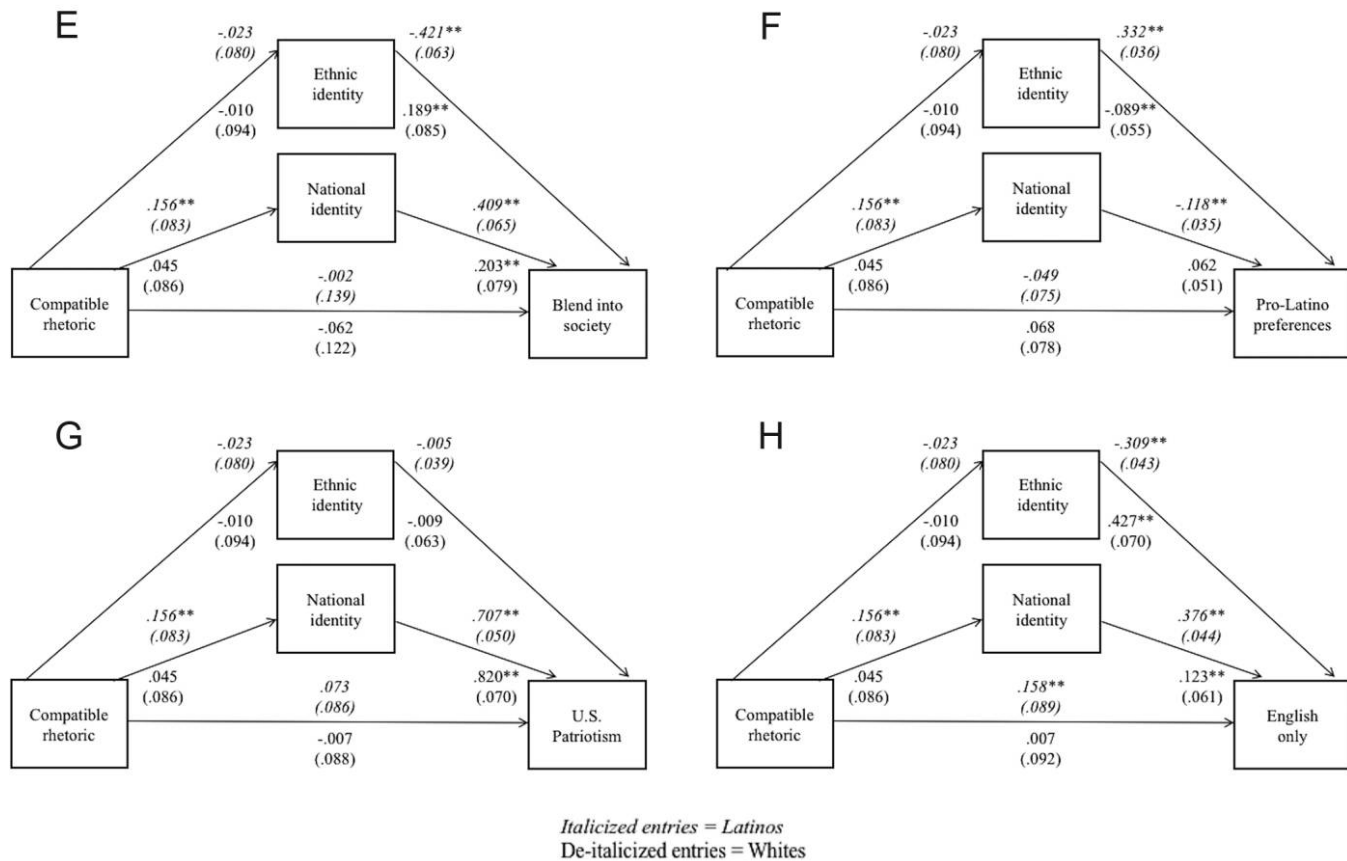 E
-.023
(.080)
-.421**
(.063)
Ethnic
identity
-.010
(.094)
.189**
(.085)
National
identity
.156**
(.083)
.409**
(.065)
.045
(.086)
-.002
(.139)
.203**
(.079)
Compatible
rhetoric
Blend into
society
-.062
(.122)
F
-.023
(.080)
.332**
(.036)
Ethnic
identity
-.010
(.094)
-.089**
(.055)
National
identity
.156**
(.083)
-.118**
(.035)
.045
(.086)
-.049
(.075)
.062
(.051)
Compatible
rhetoric
Pro-Latino
preferences
.068
(.078)
G
-.023
(.080)
-.005
(.039)
Ethnic
identity
-.010
(.094)
-.009
(.063)
National
identity
.156**
(.083)
.707**
(.050)
.045
(.086)
.073
(.086)
.820**
(.070)
Compatible
rhetoric
U.S.
Patriotism
-.007
(.088)
H
-.023
(.080)
-.309**
(.043)
Ethnic
identity
-.010
(.094)
.427**
(.070)
National
identity
.156**
(.083)
.376**
(.044)
.045
(.086)
.158**
(.089)
.123**
(.061)
Compatible
rhetoric
English
only
.007
(.092)
Italicized entries = Latinos
De-italicized entries = Whites